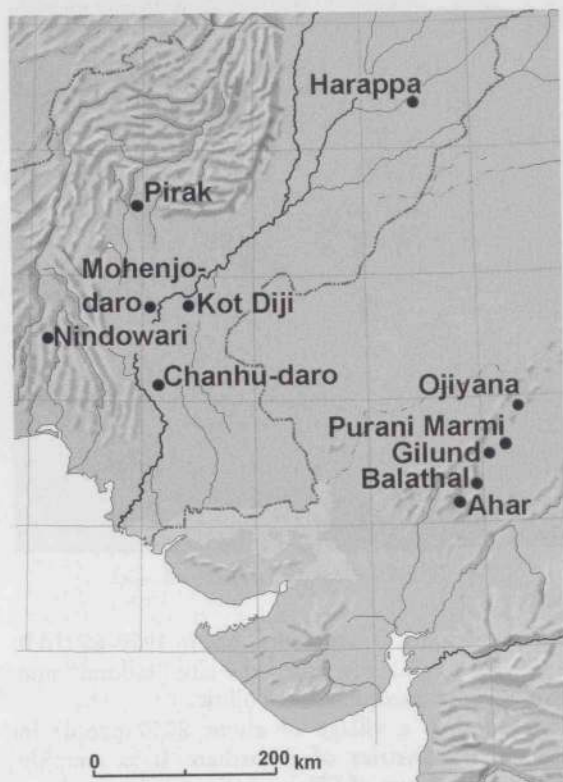 Harappa
Pirak
Mohenjo-
daro
Kot Diji
Nindowari
Chanhu-daro
Ojiyana
Purani Marmi
Gilund
Balathal
Ahar
0 200 km